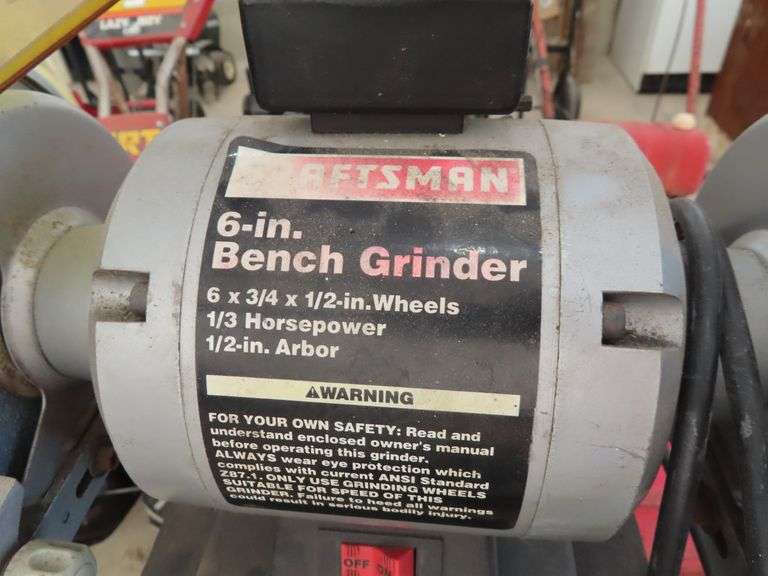 CRAFTSMAN
6-in.
Bench Grinder
6 x 3/4 x 1/2-in. Wheels
1/3 Horsepower
1/2-in. Arbor
⚠WARNING
FOR YOUR OWN SAFETY: Read and
understand enclosed owner's manual
before operating this grinder.
ALWAYS wear eye protection which
complies with current ANSI Standard
Z87.1. ONLY USE GRINDING WHEELS
SUITABLE FOR SPEED OF THIS
GRINDER. Failure to heed all warnings
could result in serious bodily injury.
OFF ON